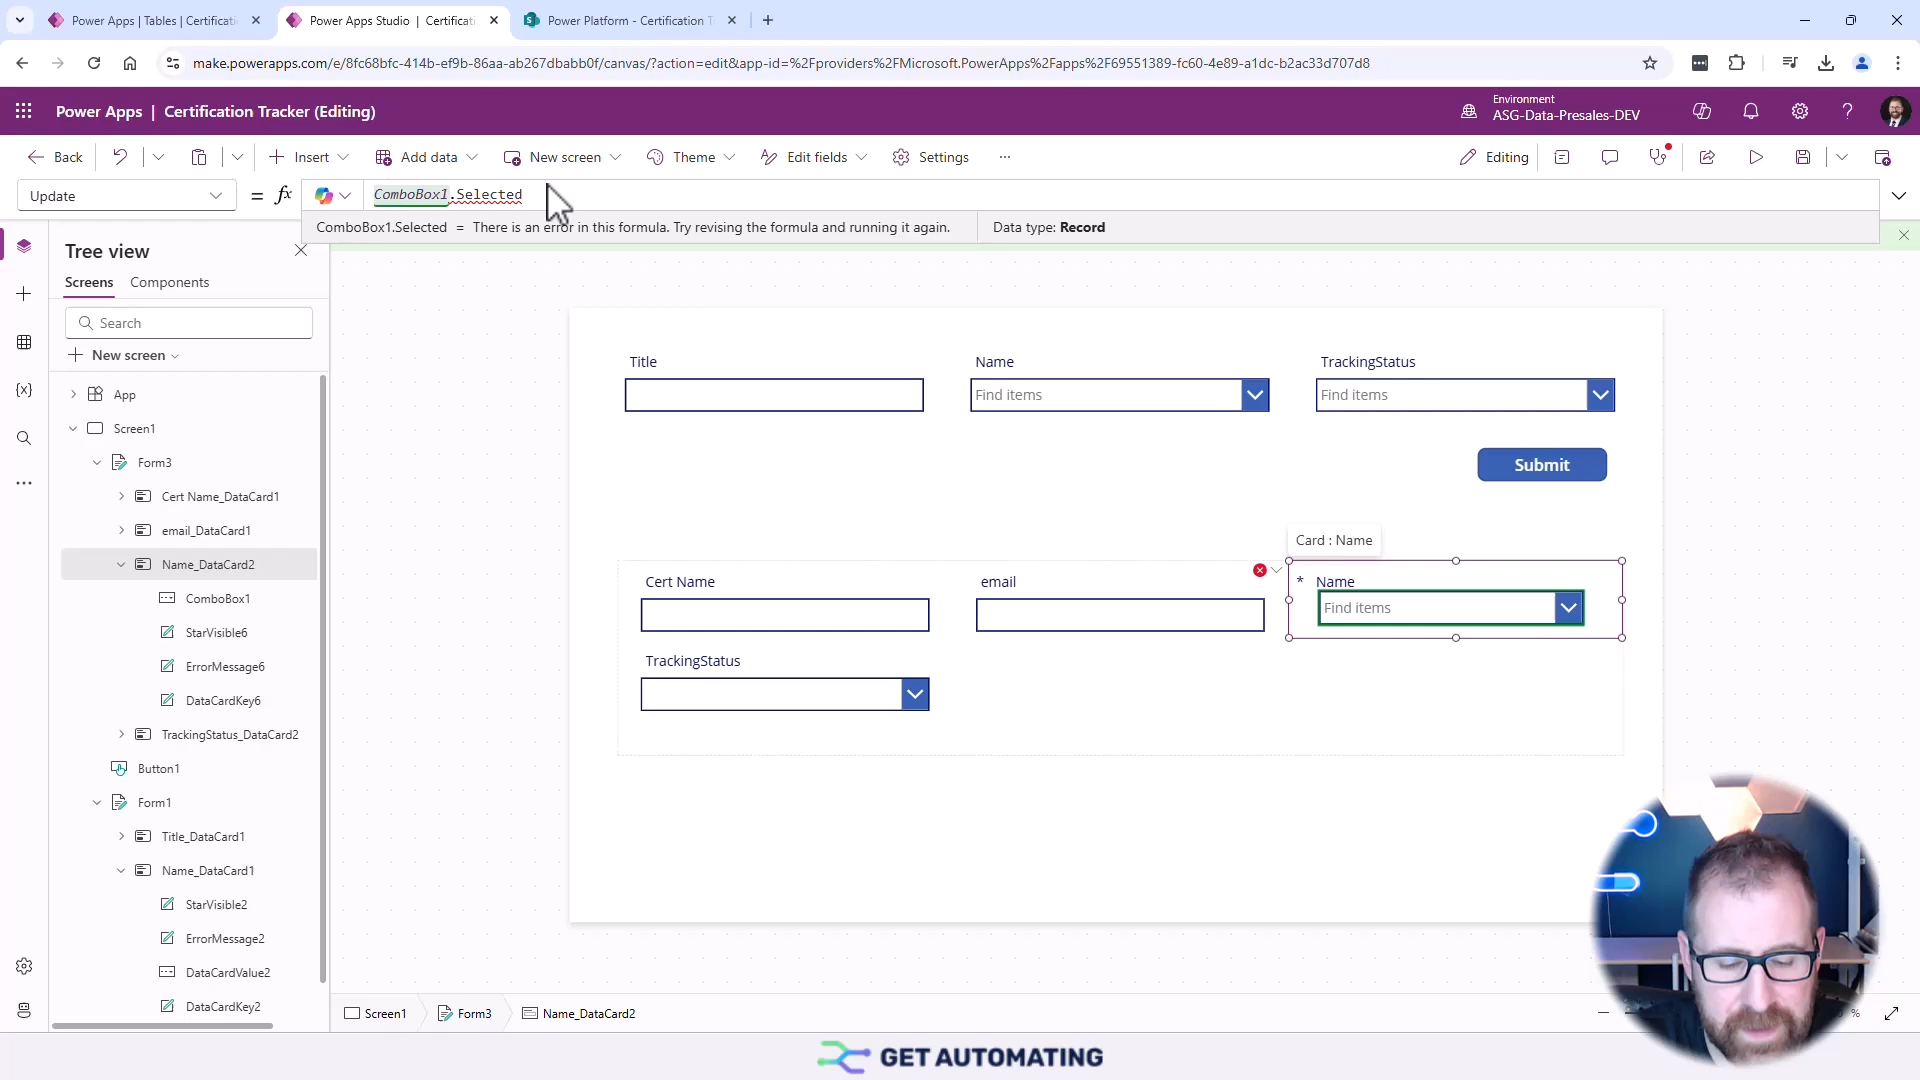 Power Apps | Tables | Certificati
Power Apps Studio | Certificati
Power Platform - Certification T
make.powerapps.com/e/8fc68bfc-414b-ef9b-86aa-ab267dbabb0f/canvas/?action=edit&app-id=%2Fproviders%2FMicrosoft.PowerApps%2Fapps%2F69551389-fc60-4e89-a1dc-b2ac33d707d8
Power Apps | Certification Tracker (Editing)
Environment
ASG-Data-Presales-DEV
Back
Insert
Add data
New screen
Theme
Edit fields
Settings
Editing
Update
= fx
ComboBox1.Selected
ComboBox1.Selected = There is an error in this formula. Try revising the formula and running it again.
Data type: Record
Tree view
Screens
Components
Search
New screen
App
Screen1
Form3
Cert Name_DataCard1
email_DataCard1
Name_DataCard2
ComboBox1
StarVisible6
ErrorMessage6
DataCardKey6
TrackingStatus_DataCard2
Button1
Form1
Title_DataCard1
Name_DataCard1
StarVisible2
ErrorMessage2
DataCardValue2
DataCardKey2
Title
Name
Find items
TrackingStatus
Find items
Submit
Card : Name
Cert Name
email
* Name
Find items
TrackingStatus
Screen1
Form3
Name_DataCard2
%
GET AUTOMATING